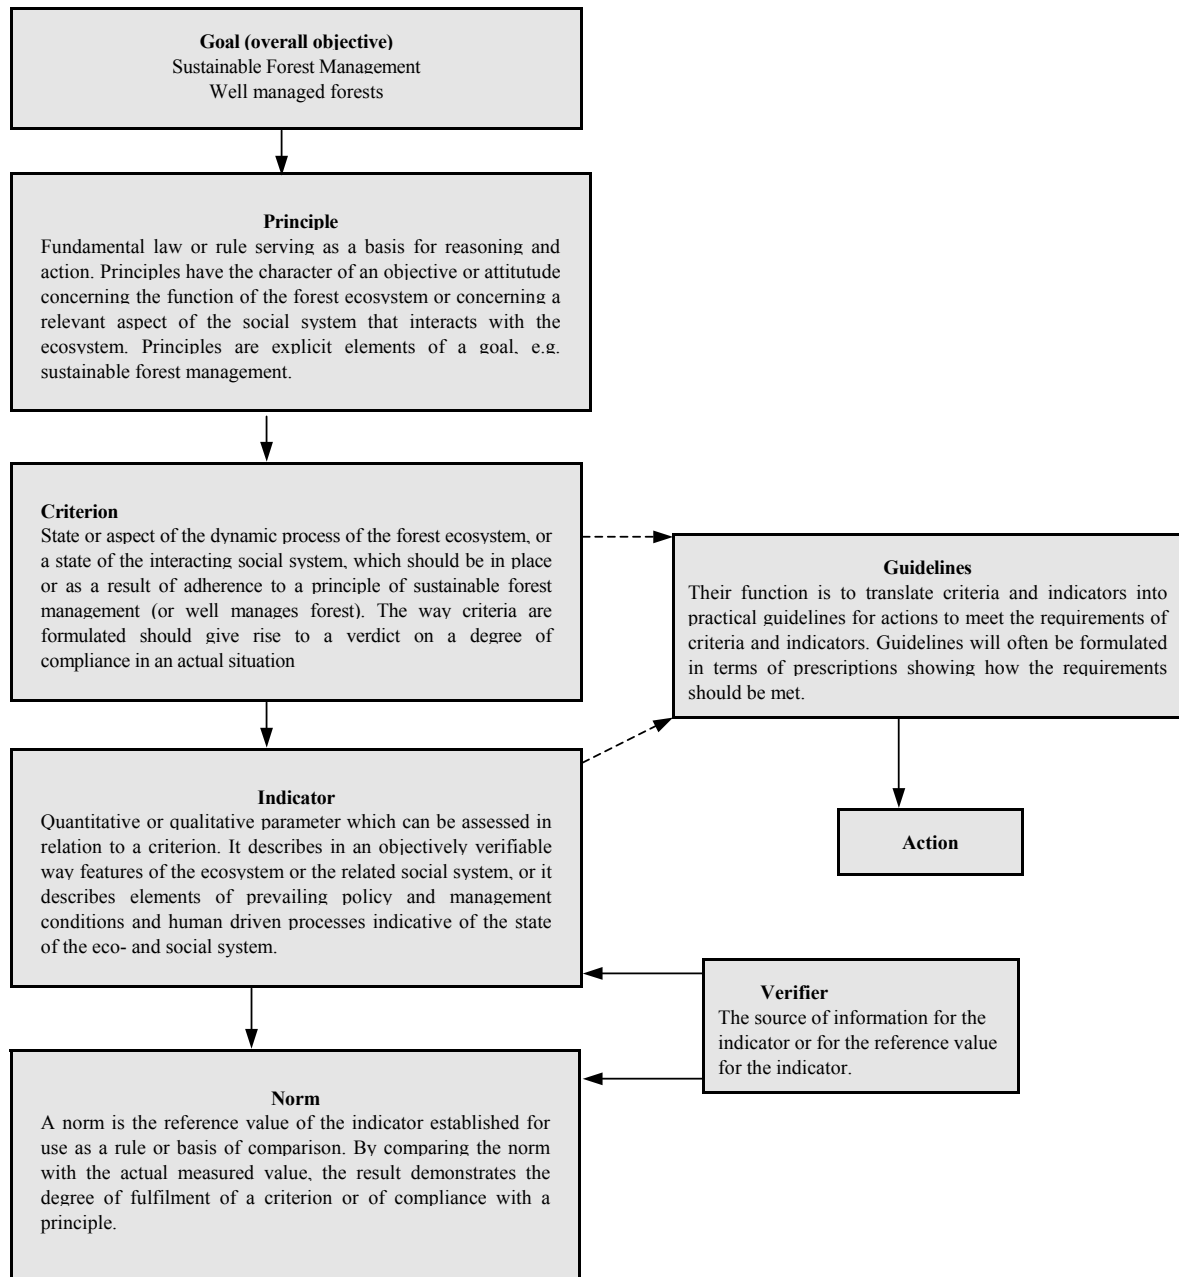 Goal (overall objective)
Sustainable Forest Management
Well managed forests
Principle
Fundamental law or rule serving as a basis for reasoning and
action. Principles have the character of an objective or attitutude
concerning the function of the forest ecosystem or concerning a
relevant aspect of the social system that interacts with the
ecosystem. Principles are explicit elements of a goal, e.g.
sustainable forest management.
Criterion
State or aspect of the dynamic process of the forest ecosystem, or
a state of the interacting social system, which should be in place
or as a result of adherence to a principle of sustainable forest
management (or well manages forest). The way criteria are
formulated should give rise to a verdict on a degree of
compliance in an actual situation
Guidelines
Their function is to translate criteria and indicators into
practical guidelines for actions to meet the requirements of
criteria and indicators. Guidelines will often be formulated
in terms of prescriptions showing how the requirements
should be met.
Indicator
Quantitative or qualitative parameter which can be assessed in
relation to a criterion. It describes in an objectively verifiable
way features of the ecosystem or the related social system, or it
describes elements of prevailing policy and management
conditions and human driven processes indicative of the state
of the eco- and social system.
Action
Verifier
The source of information for the
indicator or for the reference value
for the indicator.
Norm
A norm is the reference value of the indicator established for
use as a rule or basis of comparison. By comparing the norm
with the actual measured value, the result demonstrates the
degree of fulfilment of a criterion or of compliance with a
principle.